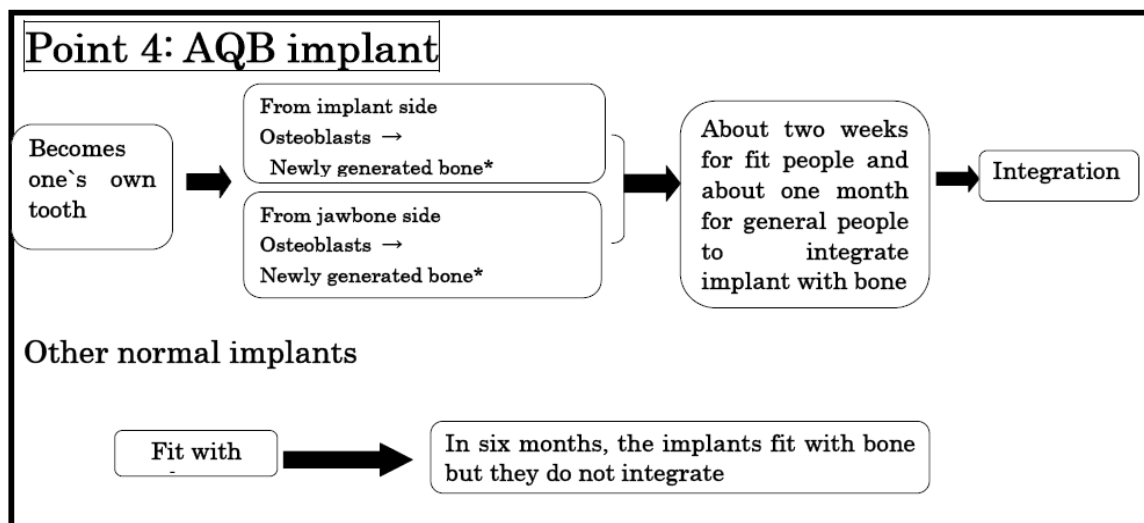 Point 4: AQB implant
Becomes
one`s own
tooth
From implant side
Osteoblasts →
Newly generated bone*
From jawbone side
Osteoblasts →
Newly generated bone*
About two weeks
for fit people and
about one month
for general people
to integrate
implant with bone
Integration
Other normal implants
Fit with
In six months, the implants fit with bone
but they do not integrate